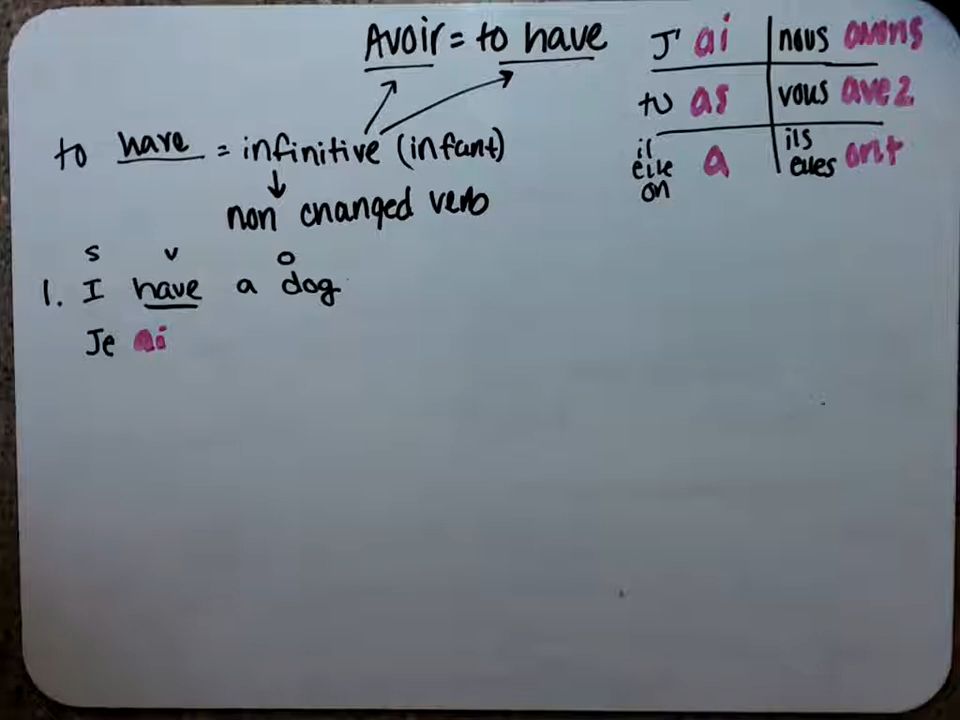 Avoir = to have
J' ai | nous avons
tu as | vous avez
il ils
elle a elles ont
on
to have = infinitive (infant)
non changed verb
S V O
1. I have a dog
Je ai